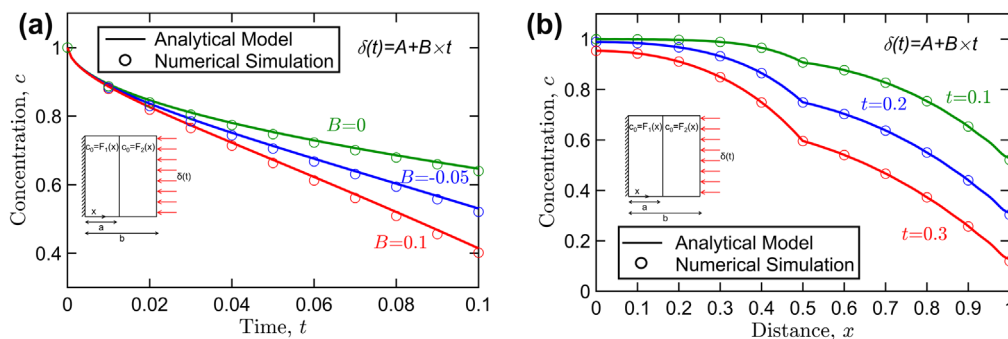 (a)
Analytical Model
Numerical Simulation
δ(t)=A+B×t
B=0
B=-0.05
B=0.1
c₀=F₁(x) c₀=F₂(x)
δ(t)
x
a
b
Concentration, c
1
0.8
0.6
0.4
0 0.02 0.04 0.06 0.08 0.1
Time, t
(b)
δ(t)=A+B×t
t=0.1
t=0.2
t=0.3
c₀=F₁(x) c₀=F₂(x)
δ(t)
x
a
b
Analytical Model
Numerical Simulation
Concentration, c
1
0.8
0.6
0.4
0.2
0
0 0.1 0.2 0.3 0.4 0.5 0.6 0.7 0.8 0.9 1
Distance, x